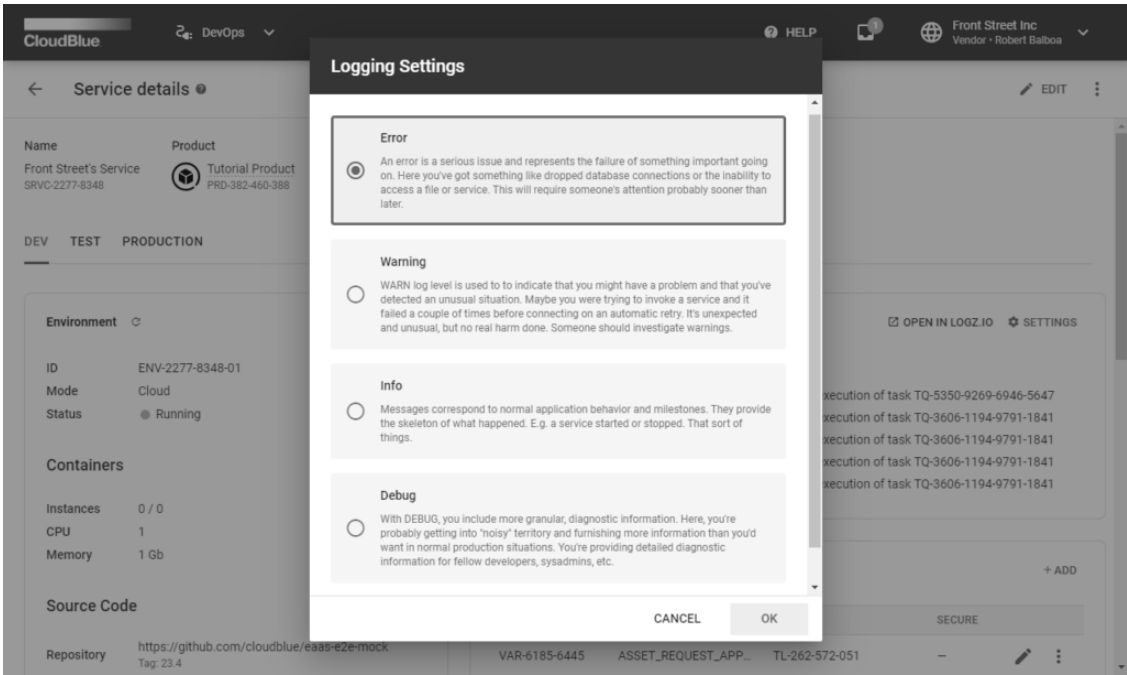 CloudBlue
DevOps
HELP
1
Front Street Inc
Vendor • Robert Balboa
Service details
EDIT
Name
Product
Front Street's Service
SRVC-2277-8348
Tutorial Product
PRD-382-460-388
DEV TEST PRODUCTION
Environment
ID ENV-2277-8348-01
Mode Cloud
Status Running
Containers
Instances 0 / 0
CPU 1
Memory 1 Gb
Source Code
Repository https://github.com/cloudblue/eaas-e2e-mock
Tag: 23.4
Logging Settings
Error
An error is a serious issue and represents the failure of something important going
on. Here you've got something like dropped database connections or the inability to
access a file or service. This will require someone's attention probably sooner than
later.
Warning
WARN log level is used to to indicate that you might have a problem and that you've
detected an unusual situation. Maybe you were trying to invoke a service and it
failed a couple of times before connecting on an automatic retry. It's unexpected
and unusual, but no real harm done. Someone should investigate warnings.
Info
Messages correspond to normal application behavior and milestones. They provide
the skeleton of what happened. E.g. a service started or stopped. That sort of
things.
Debug
With DEBUG, you include more granular, diagnostic information. Here, you're
probably getting into "noisy" territory and furnishing more information than you'd
want in normal production situations. You're providing detailed diagnostic
information for fellow developers, sysadmins, etc.
CANCEL OK
OPEN IN LOGZ.IO SETTINGS
execution of task TQ-5350-9269-6946-5647
execution of task TQ-3606-1194-9791-1841
execution of task TQ-3606-1194-9791-1841
execution of task TQ-3606-1194-9791-1841
execution of task TQ-3606-1194-9791-1841
+ ADD
SECURE
VAR-6185-6445 ASSET_REQUEST_APP... TL-262-572-051 –